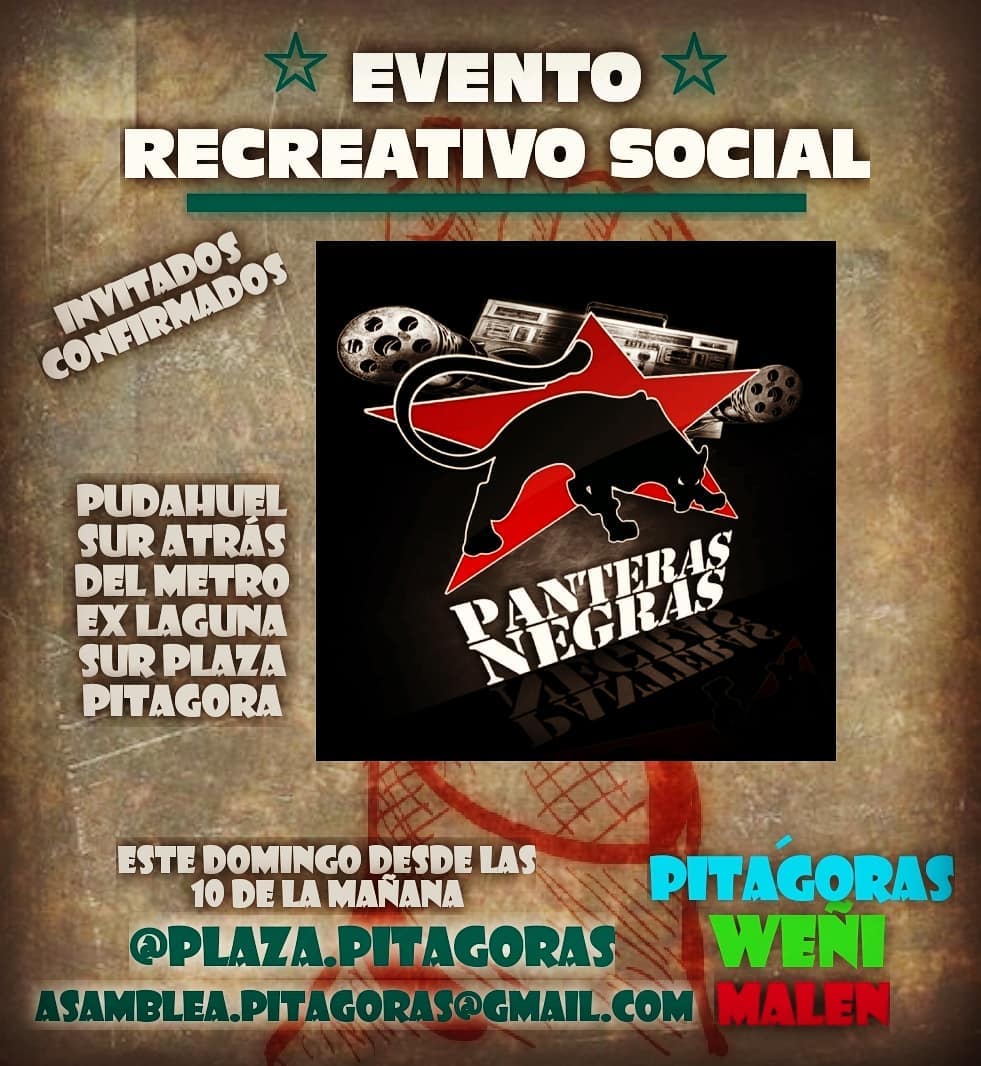 EVENTO
RECREATIVO SOCIAL
INVITADOS
CONFIRMADOS
PANTERAS
NEGRAS
PUDAHUEL
SUR ATRÁS
DEL METRO
EX LAGUNA
SUR PLAZA
PITAGORA
ESTE DOMINGO DESDE LAS
10 DE LA MAÑANA
@PLAZA.PITAGORAS
ASAMBLEA.PITAGORAS@GMAIL.COM
PITÁGORAS
WEÑI
MALEN